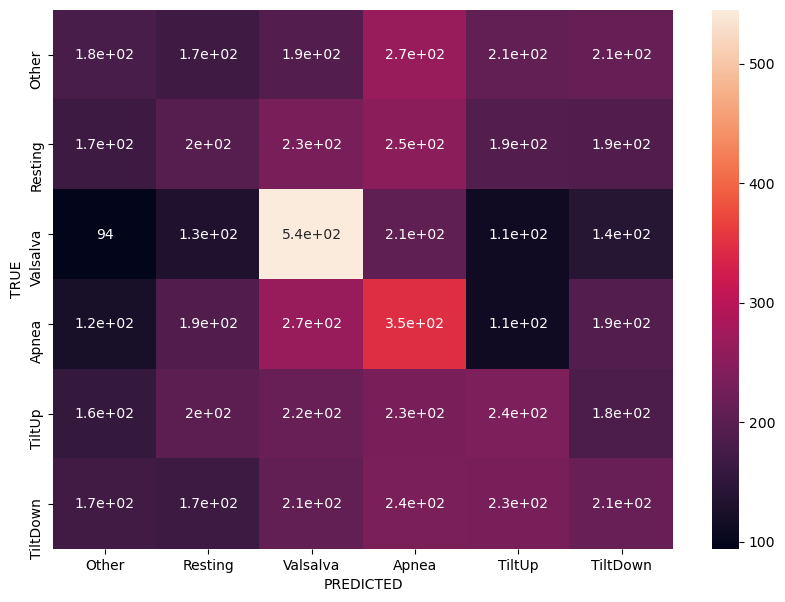 Other 1.8e+02 1.7e+02 1.9e+02 2.7e+02 2.1e+02 2.1e+02
Resting 1.7e+02 2e+02 2.3e+02 2.5e+02 1.9e+02 1.9e+02
Valsalva 94 1.3e+02 5.4e+02 2.1e+02 1.1e+02 1.4e+02
Apnea 1.2e+02 1.9e+02 2.7e+02 3.5e+02 1.1e+02 1.9e+02
TiltUp 1.6e+02 2e+02 2.2e+02 2.3e+02 2.4e+02 1.8e+02
TiltDown 1.7e+02 1.7e+02 2.1e+02 2.4e+02 2.3e+02 2.1e+02
Other Resting Valsalva Apnea TiltUp TiltDown
PREDICTED
TRUE
500
400
300
200
100